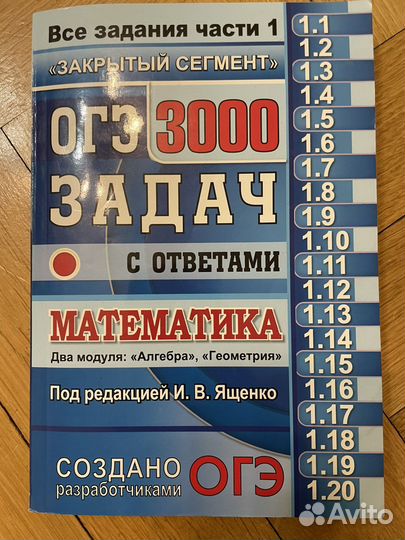 Все задания части 1
«ЗАКРЫТЫЙ СЕГМЕНТ»
ОГЭ 3000
ЗАДАЧ
С ОТВЕТАМИ
МАТЕМАТИКА
Два модуля: «Алгебра», «Геометрия»
Под редакцией И. В. Ященко
СОЗДАНО
разработчиками
ОГЭ
1.1
1.2
1.3
1.4
1.5
1.6
1.7
1.8
1.9
1.10
1.11
1.12
1.13
1.14
1.15
1.16
1.17
1.18
1.19
1.20
Avito